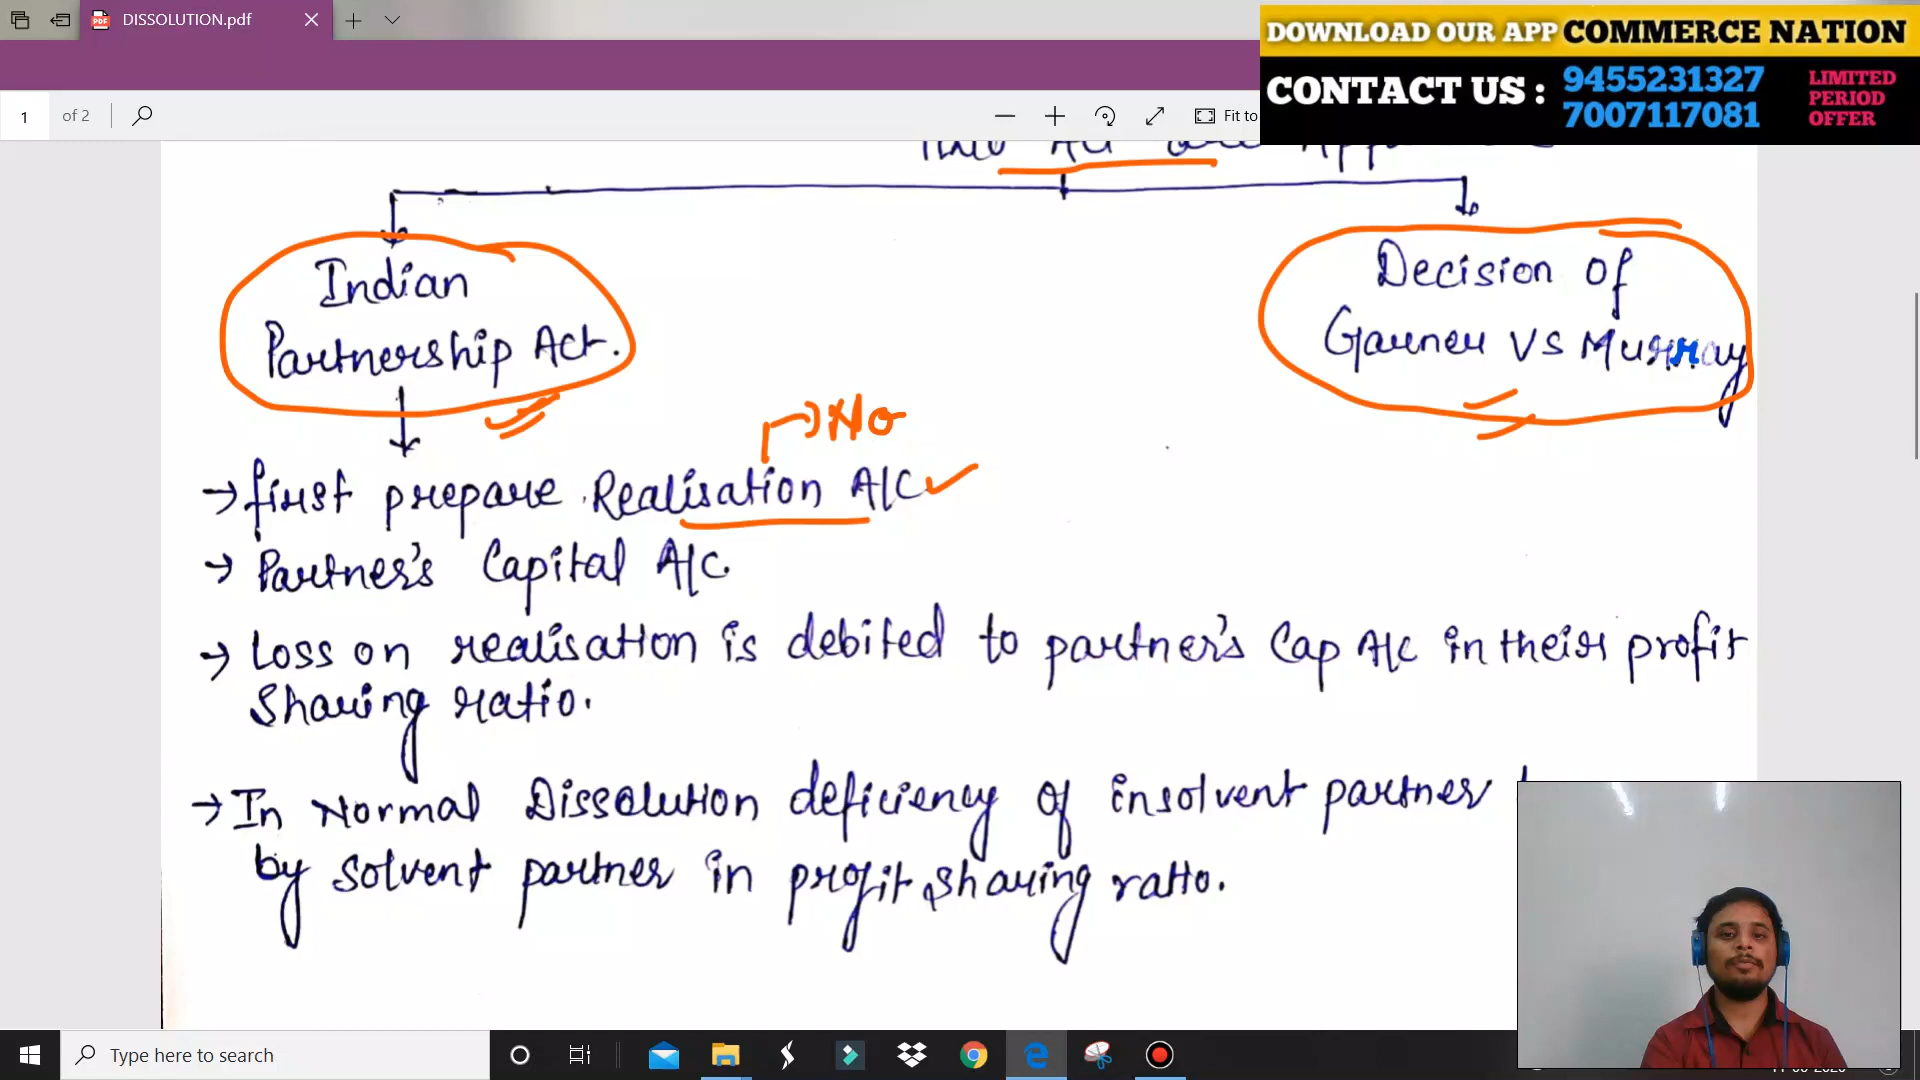 DISSOLUTION.pdf
DOWNLOAD OUR APP COMMERCE NATION
CONTACT US : 9455231327
7007117081
LIMITED
PERIOD
OFFER
1 of 2
Fit to
Indian
Partnership Act.
Decision of
Garner VS Murray
No
→ first prepare Realisation A/C
→ Partner's Capital A/C.
→ Loss on realisation is debited to partner's Cap A/c in their profit
sharing ratio.
→ In Normal Dissolution deficiency of insolvent partner
by solvent partner in profit sharing ratio.
Type here to search